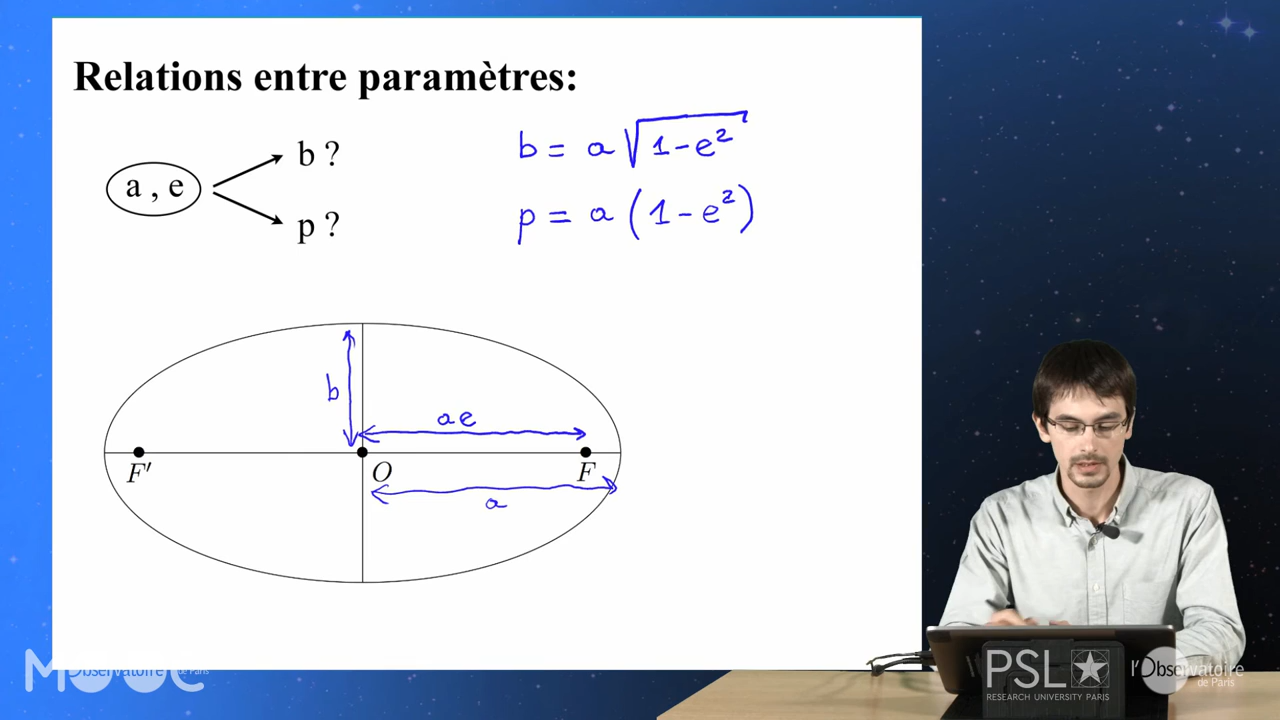 Relations entre paramètres:
b ?
a , e
p ?
b = a √(1-e²)
p = a (1-e²)
b
ae
F'
O
F
a
MOOC
l'Observatoire de Paris
PSL
RESEARCH UNIVERSITY PARIS
l'Observatoire
de Paris